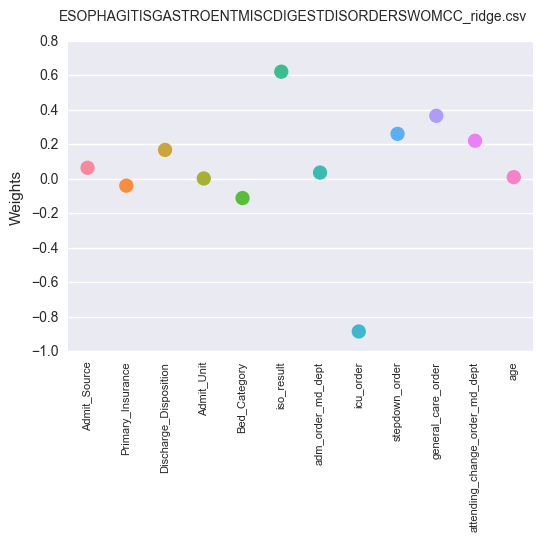 ESOPHAGITISGASTROENTMISCDIGESTDISORDERSWOMCC_ridge.csv
0.8
0.6
0.4
0.2
0.0
−0.2
−0.4
−0.6
−0.8
−1.0
Weights
Admit_Source
Primary_Insurance
Discharge_Disposition
Admit_Unit
Bed_Category
iso_result
adm_order_md_dept
icu_order
stepdown_order
general_care_order
attending_change_order_md_dept
age